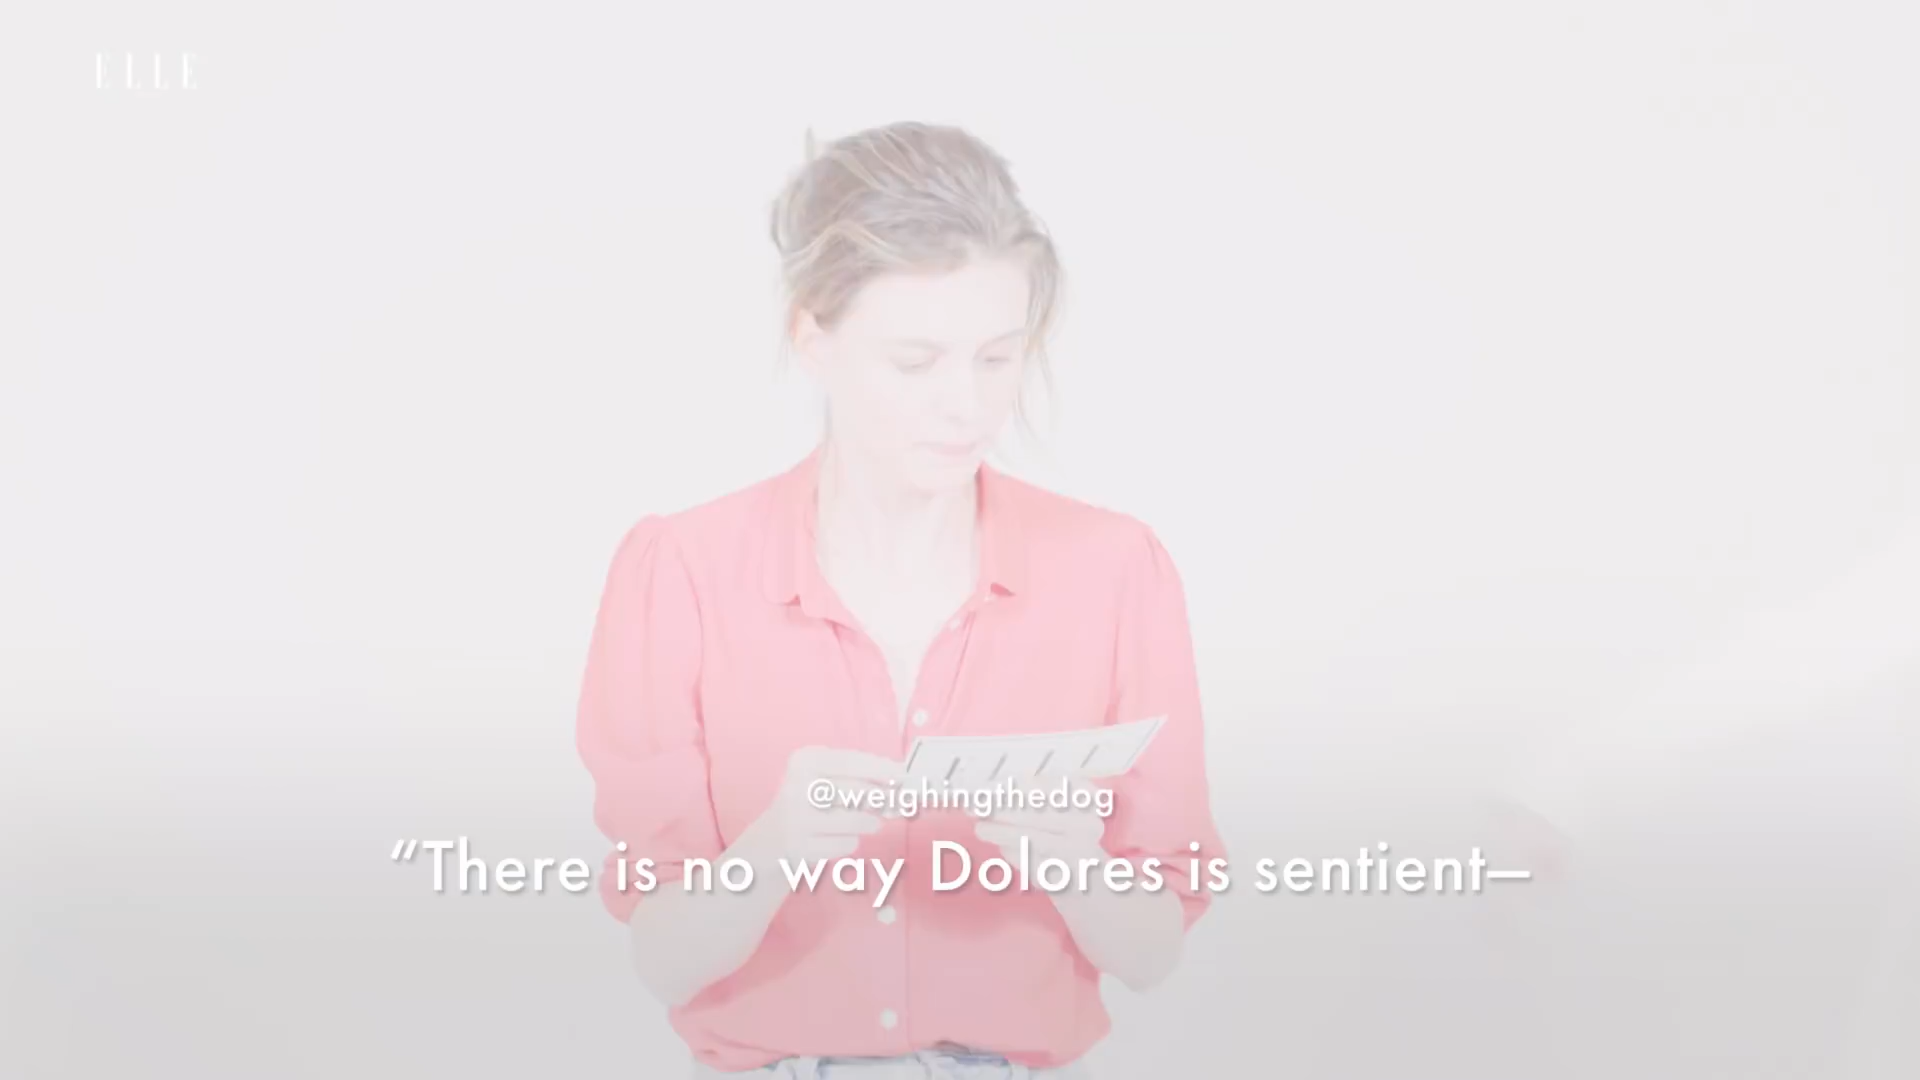 ELLE
@weighingthedog
“There is no way Dolores is sentient—